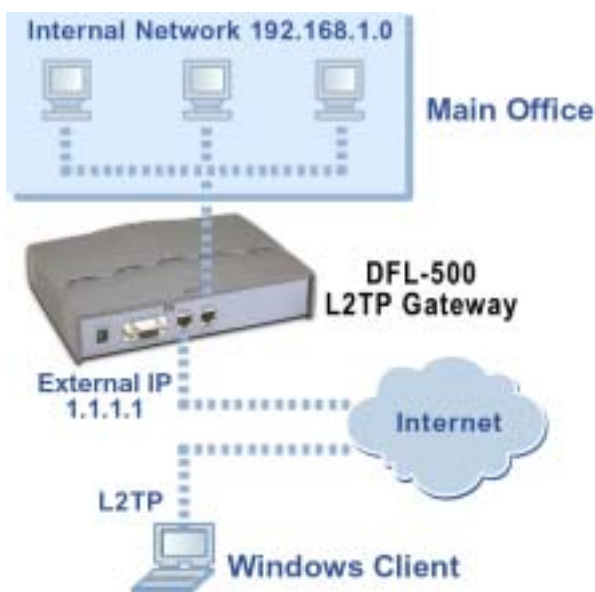 Internal Network 192.168.1.0
Main Office
DFL-500
L2TP Gateway
External IP
1.1.1.1
Internet
L2TP
Windows Client